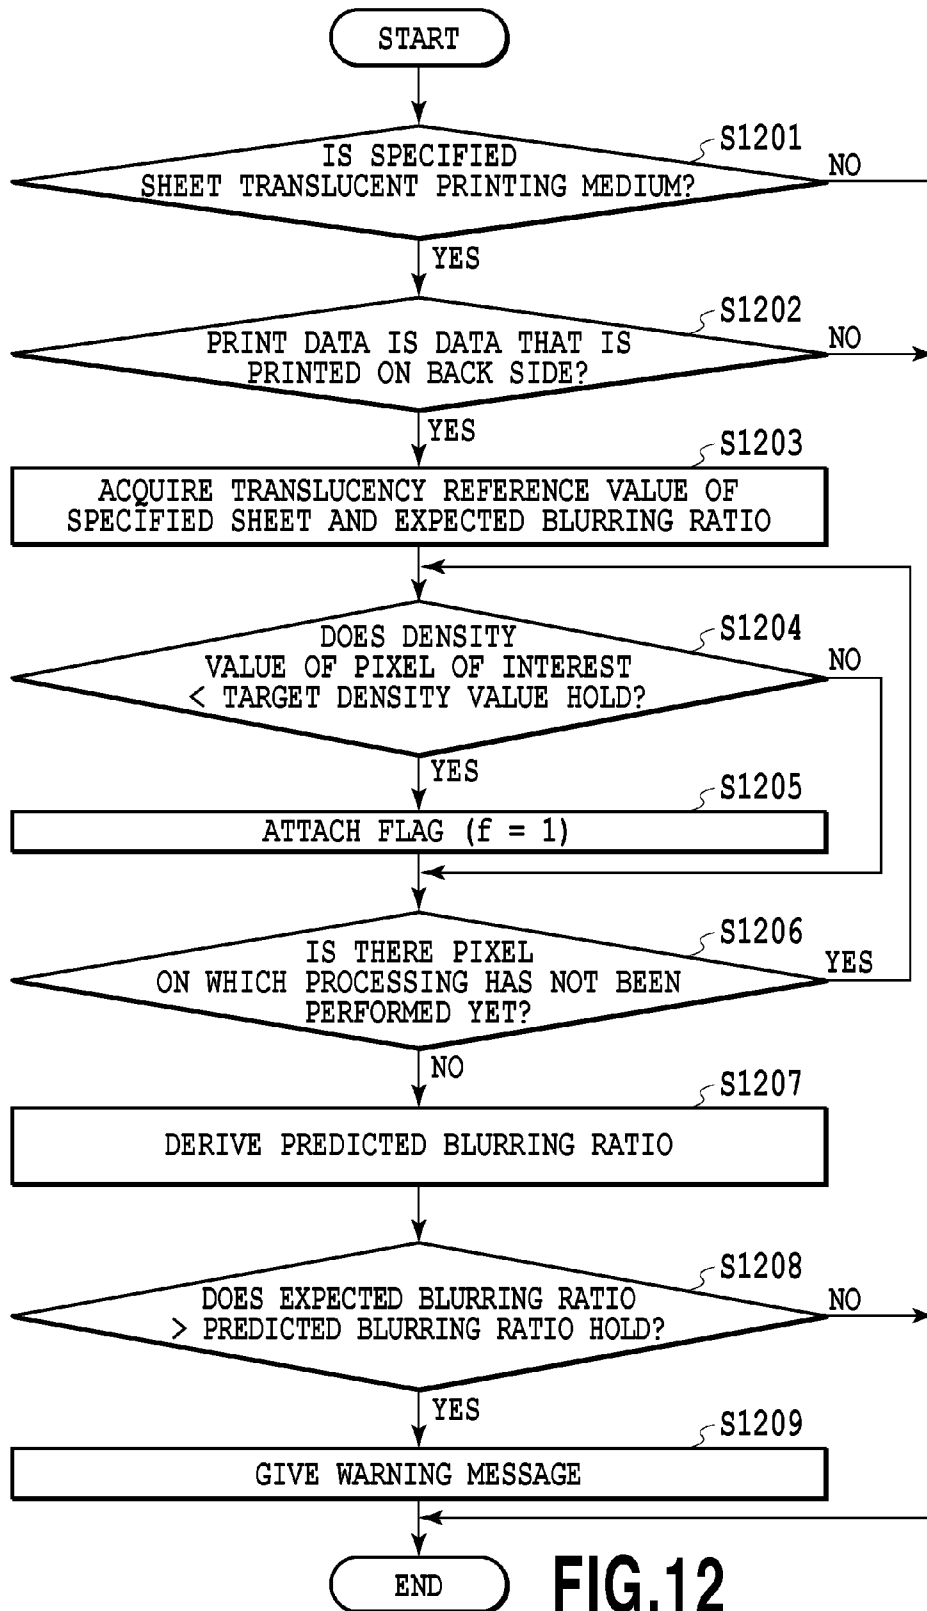 START
S1201
IS SPECIFIED
SHEET TRANSLUCENT PRINTING MEDIUM?
NO
YES
S1202
PRINT DATA IS DATA THAT IS
PRINTED ON BACK SIDE?
NO
YES
S1203
ACQUIRE TRANSLUCENCY REFERENCE VALUE OF
SPECIFIED SHEET AND EXPECTED BLURRING RATIO
S1204
DOES DENSITY
VALUE OF PIXEL OF INTEREST
< TARGET DENSITY VALUE HOLD?
NO
YES
S1205
ATTACH FLAG (f = 1)
S1206
IS THERE PIXEL
ON WHICH PROCESSING HAS NOT BEEN
PERFORMED YET?
YES
NO
S1207
DERIVE PREDICTED BLURRING RATIO
S1208
DOES EXPECTED BLURRING RATIO
> PREDICTED BLURRING RATIO HOLD?
NO
YES
S1209
GIVE WARNING MESSAGE
END
FIG.12